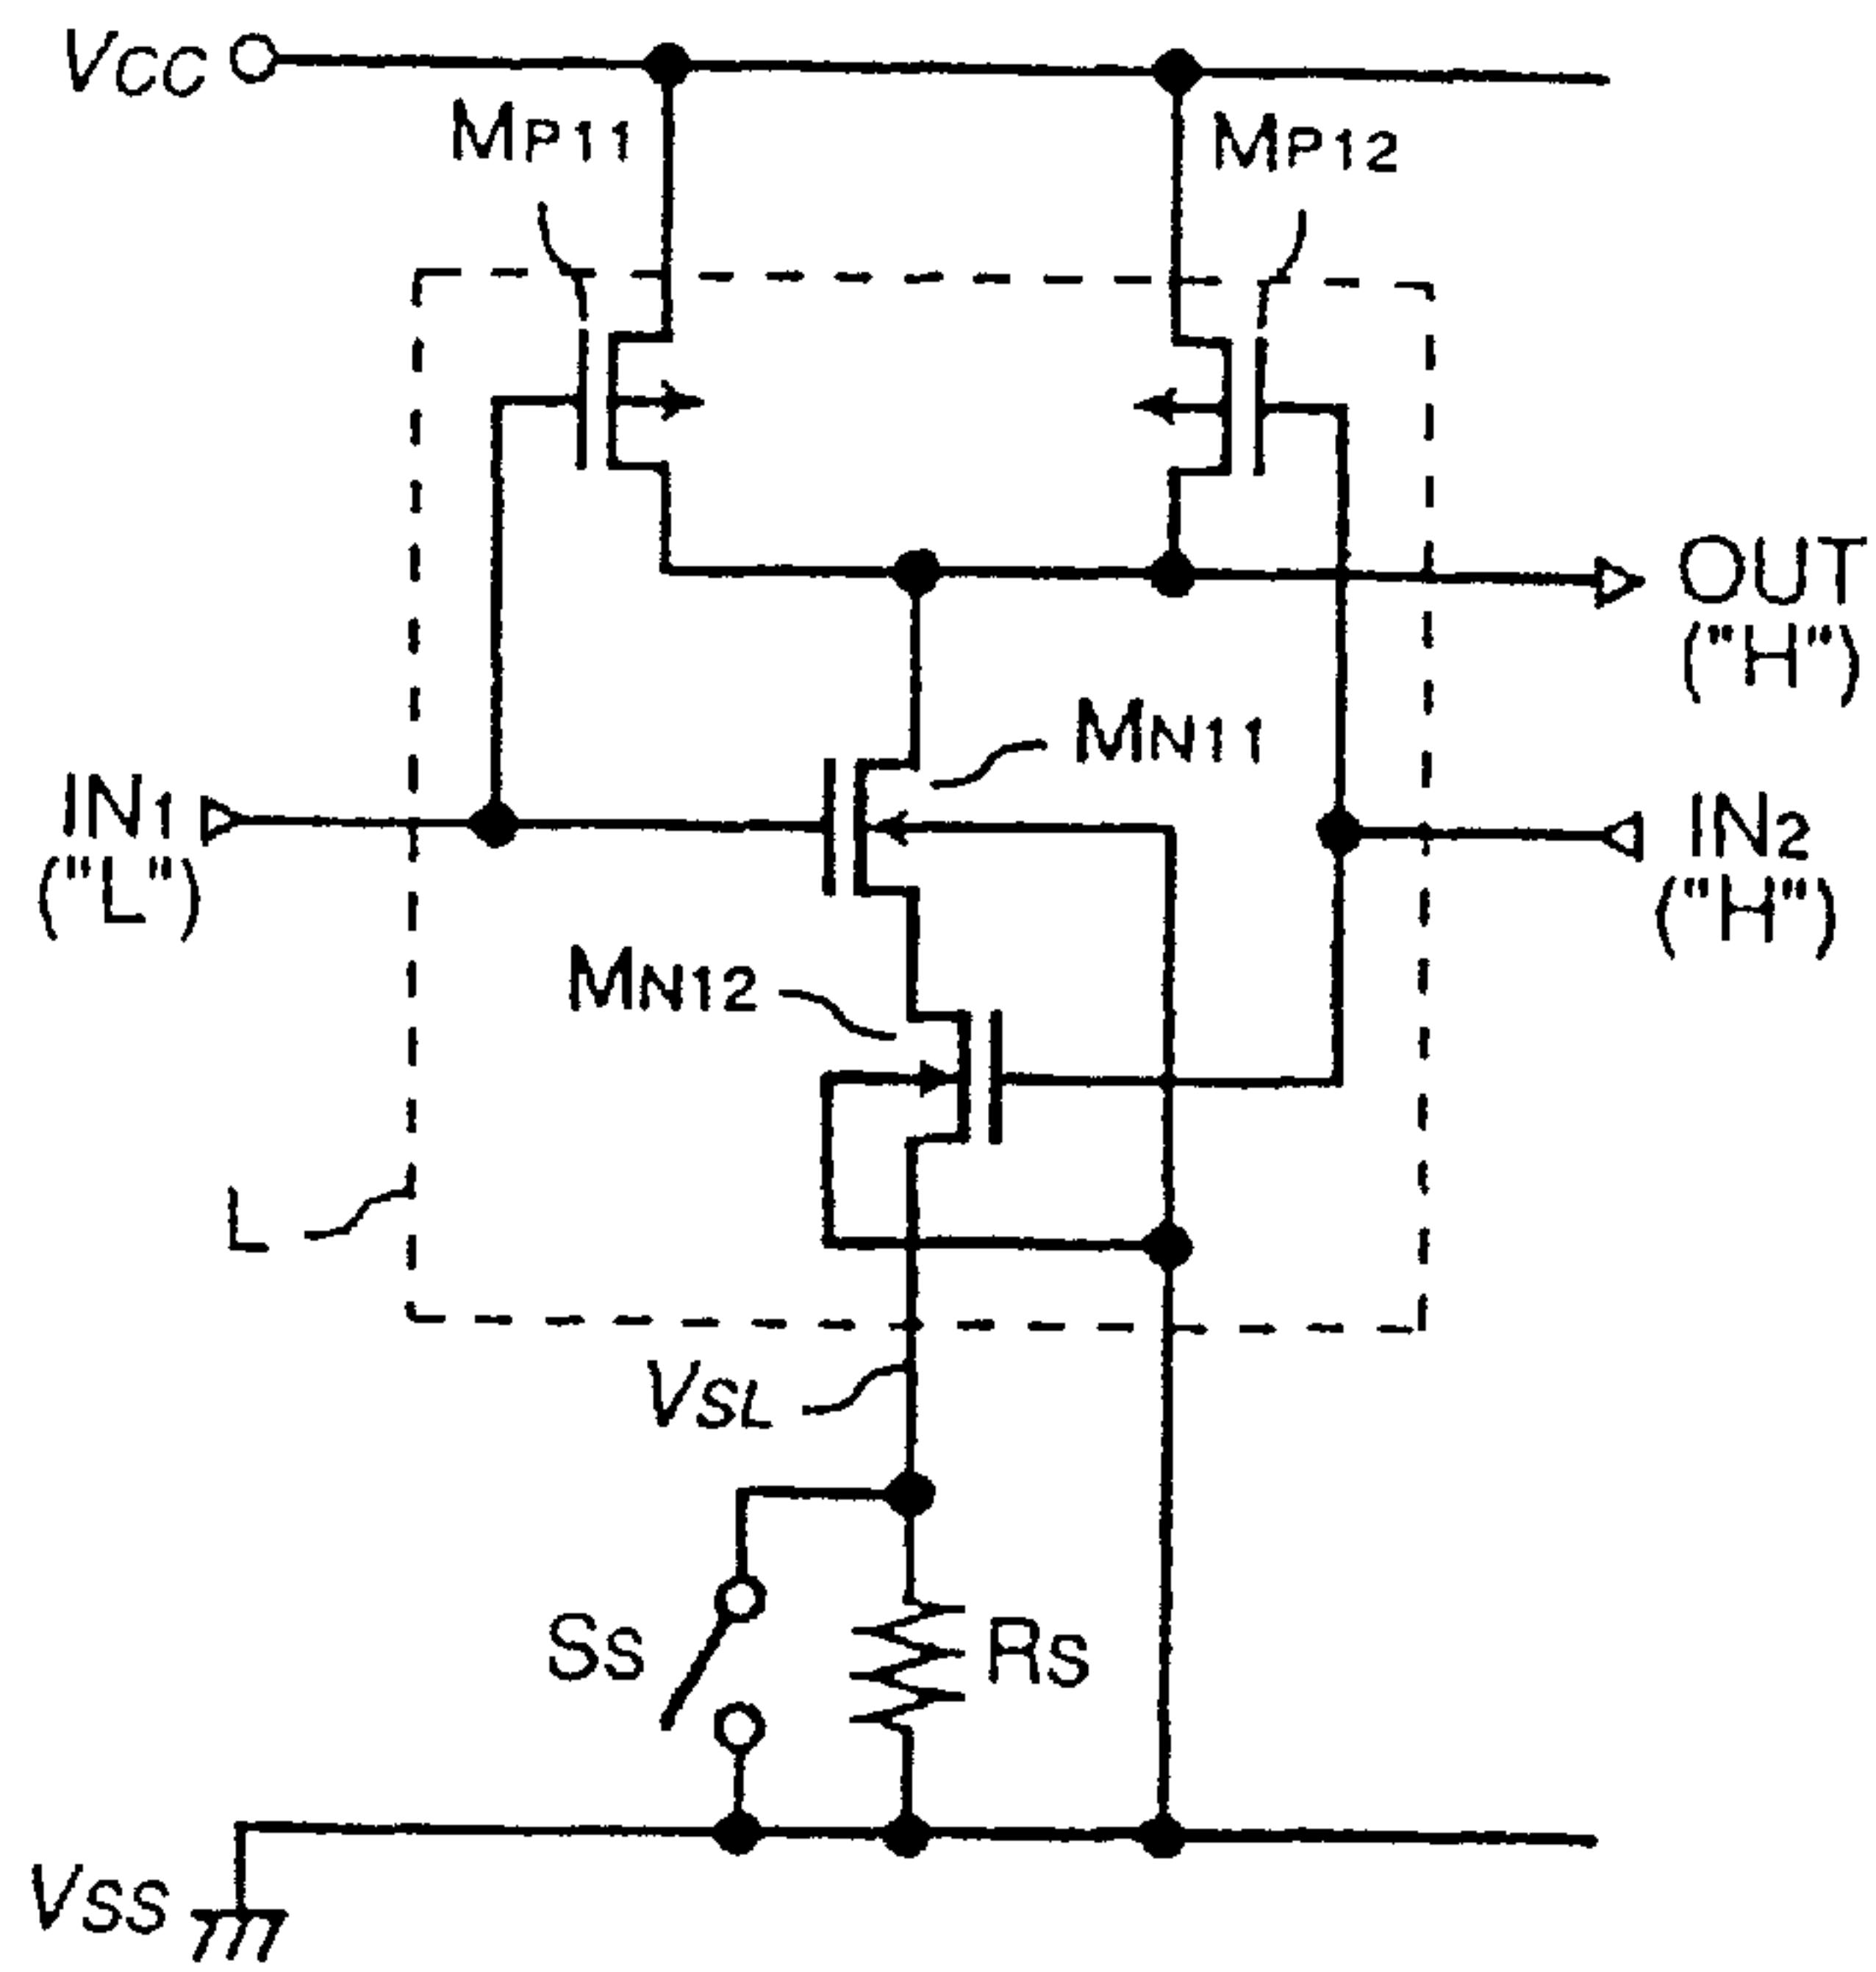 VCC
MP11
MP12
OUT
("H")
MN11
IN1
("L")
IN2
("H")
MN12
L
VSL
SS
RS
VSS